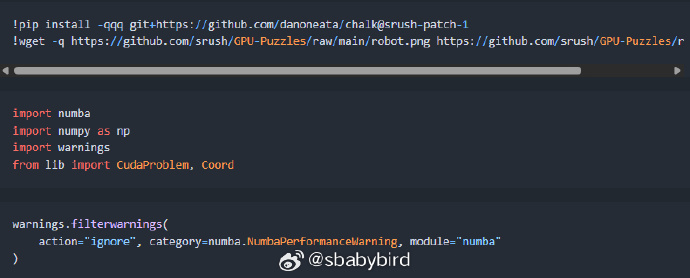 !pip install -qqq git+https://github.com/danoneata/chalk@srush-patch-1
!wget -q https://github.com/srush/GPU-Puzzles/raw/main/robot.png https://github.com/srush/GPU-Puzzles/r
import numba
import numpy as np
import warnings
from lib import CudaProblem, Coord
warnings.filterwarnings(
    action="ignore", category=numba.NumbaPerformanceWarning, module="numba"
)
@sbabybird